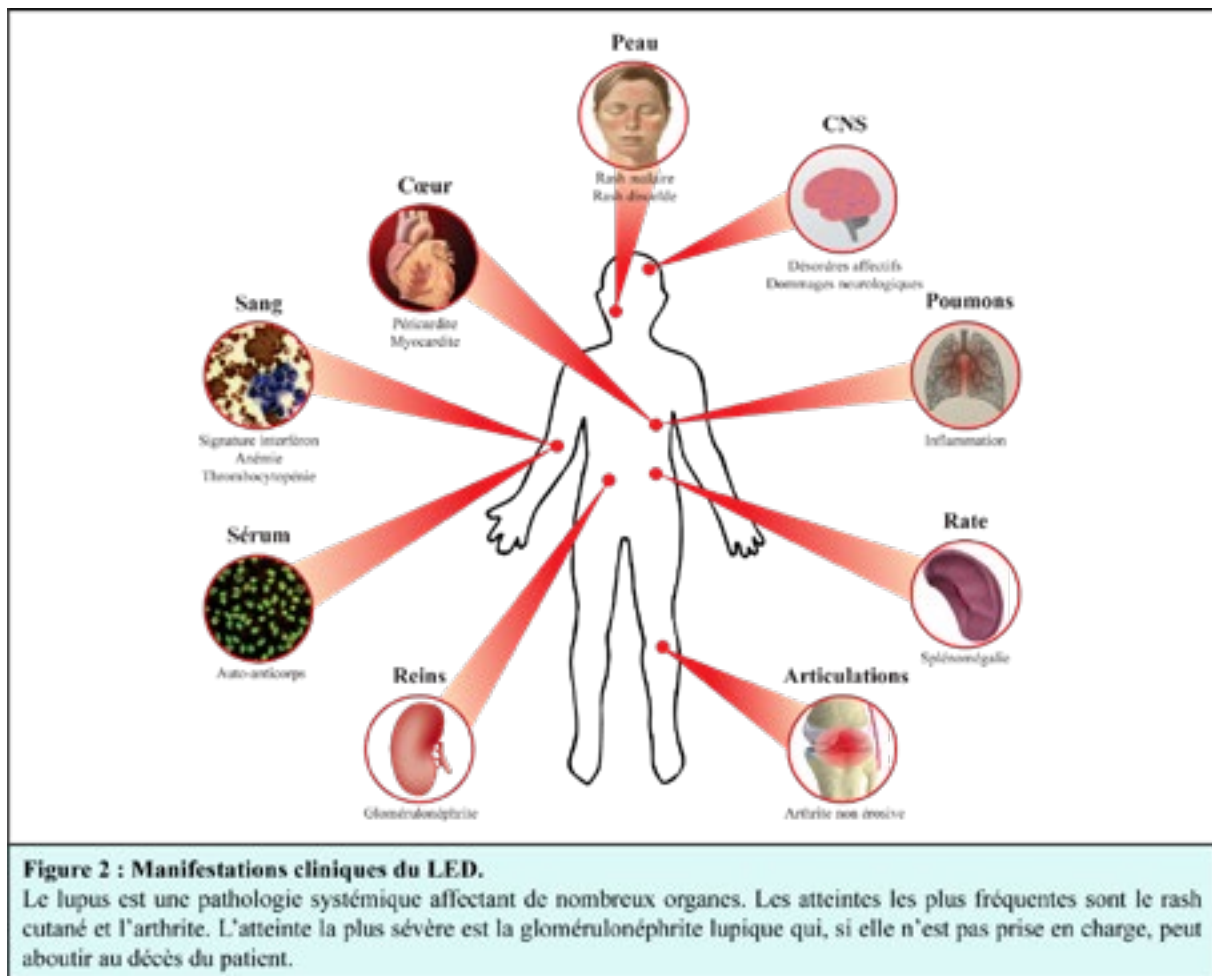 Peau
Rash malaire
Rash discoïde
CNS
Désordres affectifs
Dommages neurologiques
Cœur
Péricardite
Myocardite
Poumons
Inflammation
Sang
Signature interféron
Anémie
Thrombocytopénie
Sérum
Auto-anticorps
Rate
Splénomégalie
Reins
Glomérulonéphrite
Articulations
Arthrite non érosive
Figure 2 : Manifestations cliniques du LED.
Le lupus est une pathologie systémique affectant de nombreux organes. Les atteintes les plus fréquentes sont le rash
cutané et l’arthrite. L’atteinte la plus sévère est la glomérulonéphrite lupique qui, si elle n’est pas prise en charge, peut
aboutir au décès du patient.